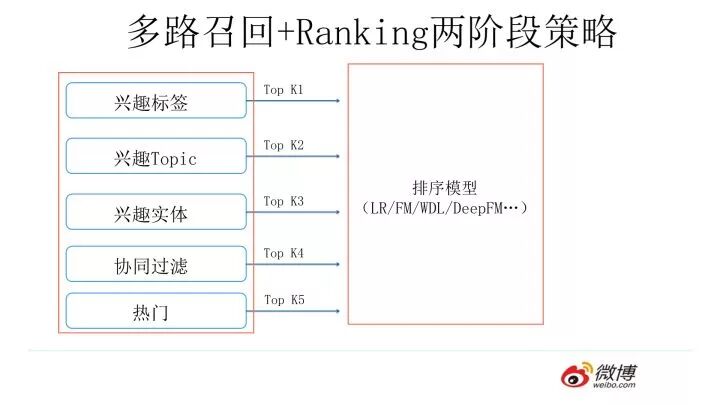 多路召回+Ranking两阶段策略
兴趣标签
Top K1
兴趣Topic
Top K2
兴趣实体
Top K3
协同过滤
Top K4
热门
Top K5
排序模型
（LR/FM/WDL/DeepFM…）
微博
weibo.com